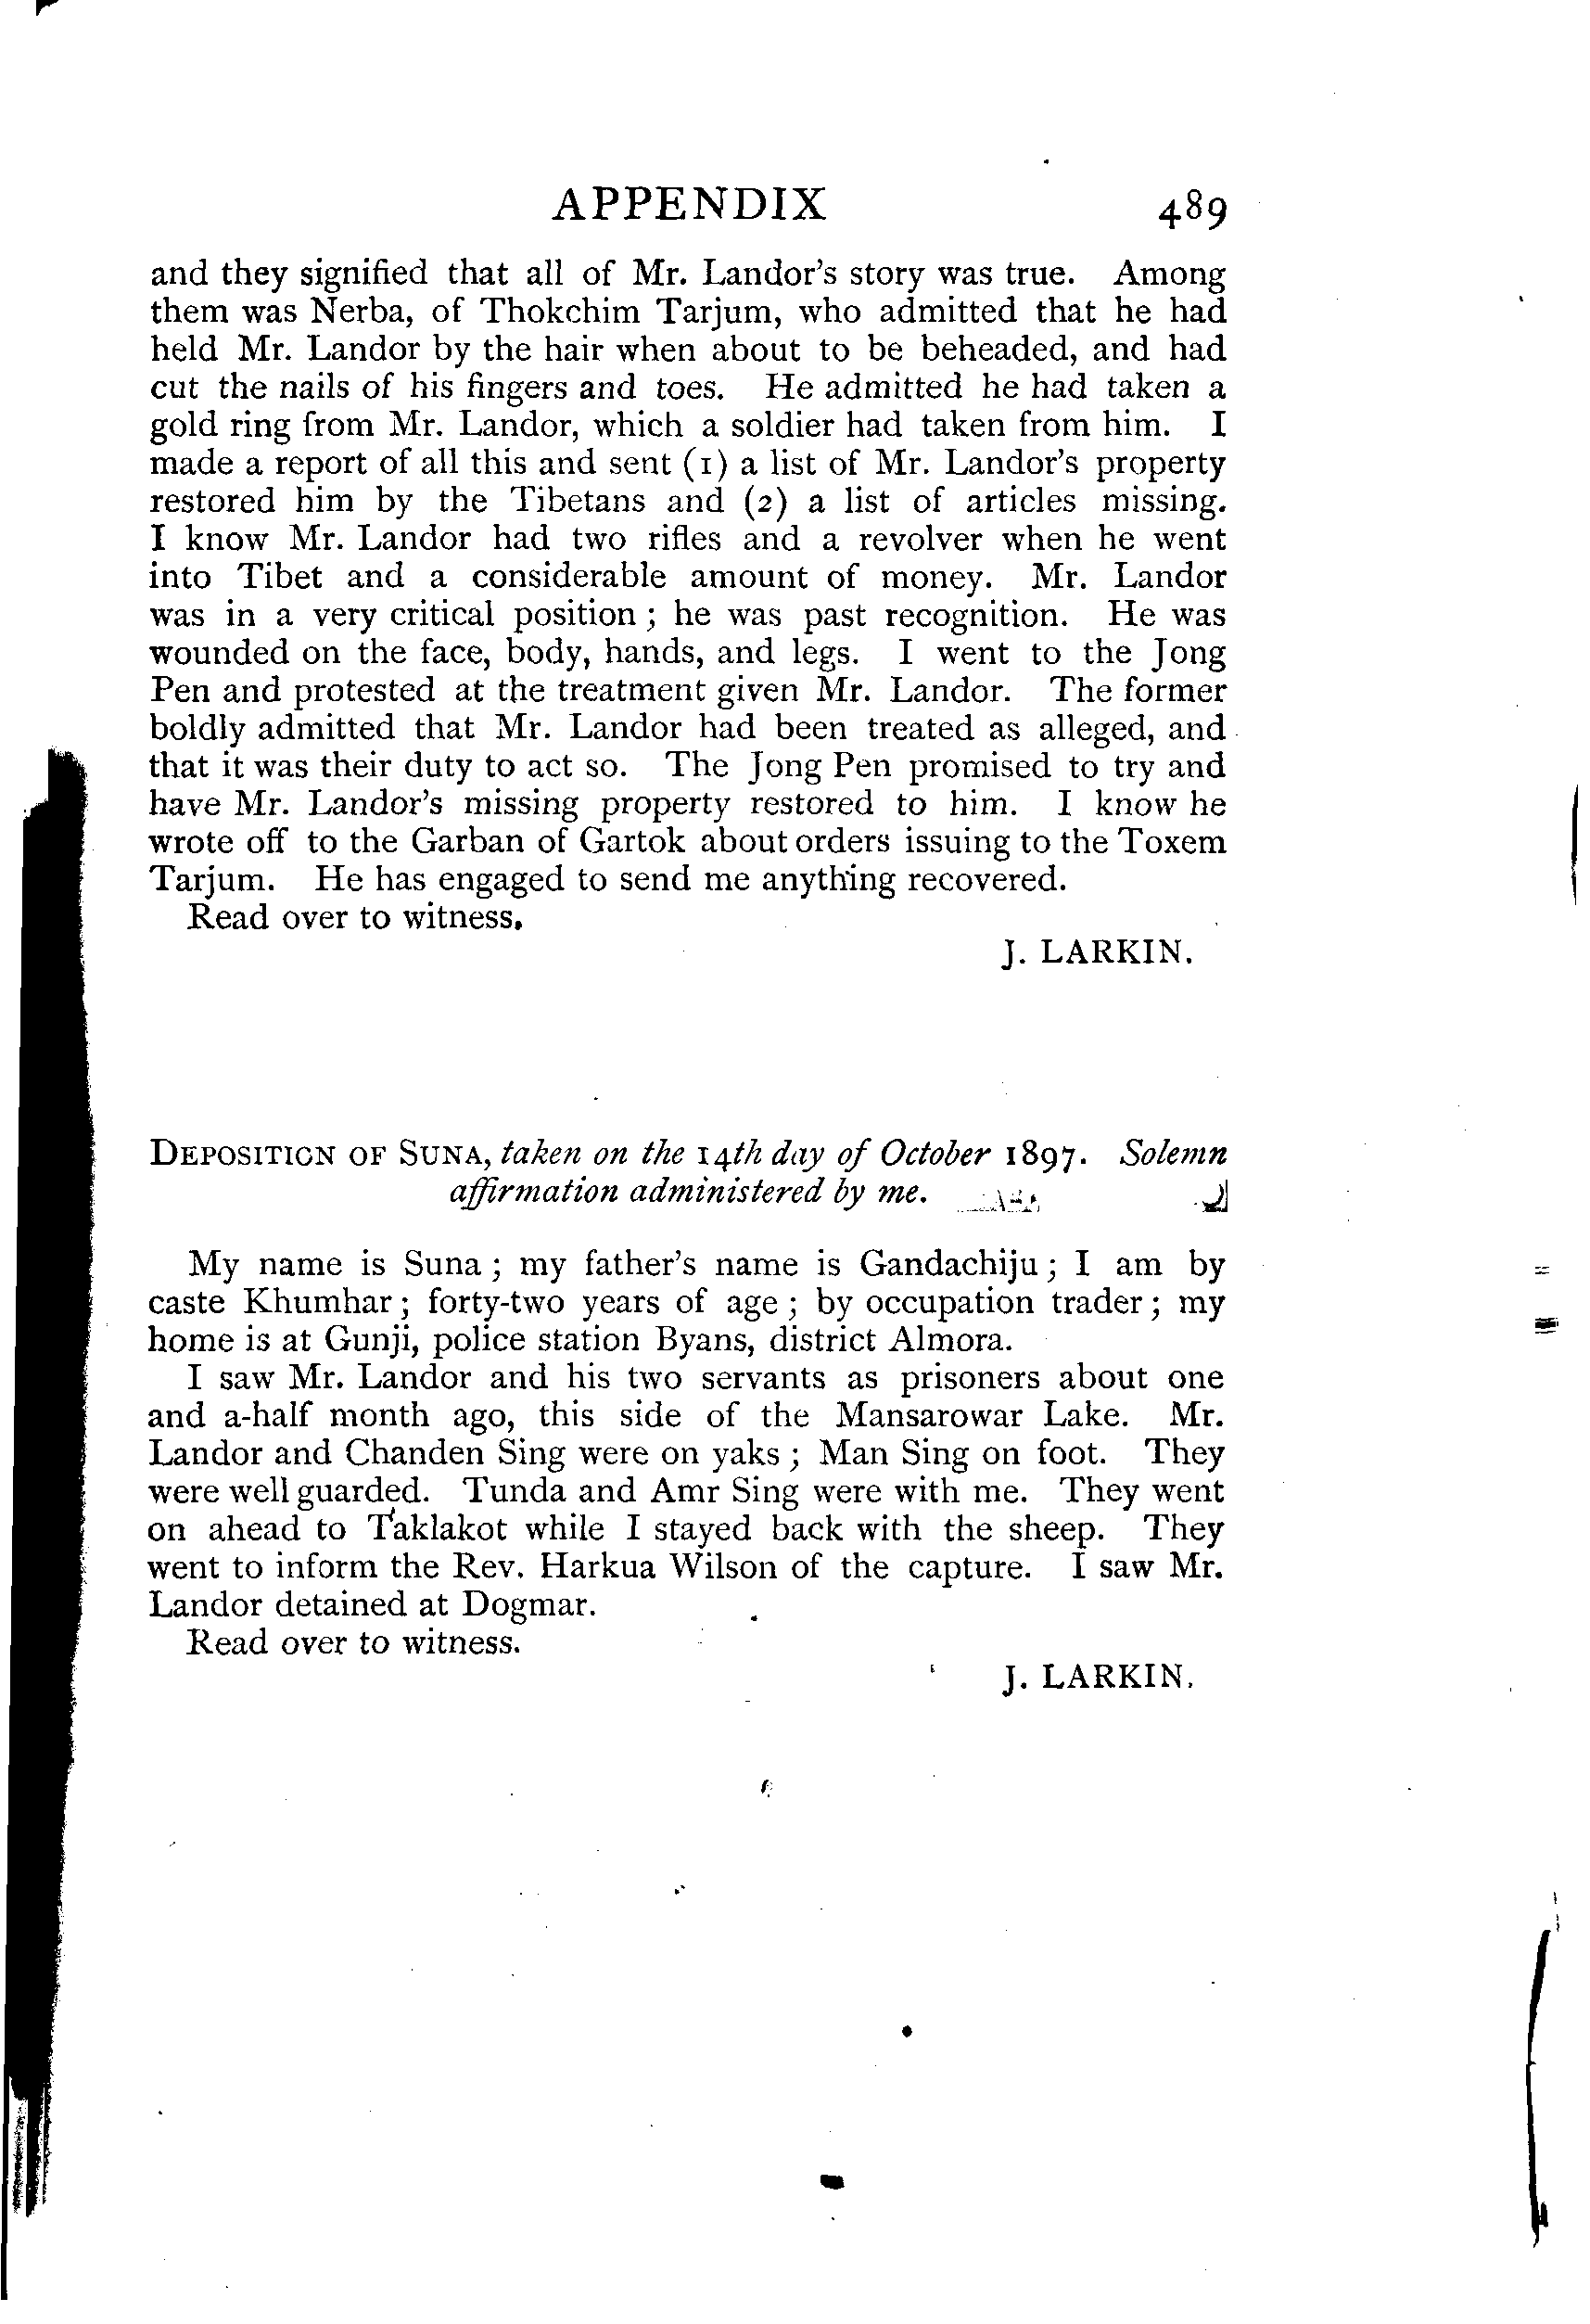 APPENDIX 489
and they signified that all of Mr. Landor's story was true. Among
them was Nerba, of Thokchim Tarjum, who admitted that he had
held Mr. Landor by the hair when about to be beheaded, and had
cut the nails of his fingers and toes. He admitted he had taken a
gold ring from Mr. Landor, which a soldier had taken from him. I
made a report of all this and sent (1) a list of Mr. Landor's property
restored him by the Tibetans and (2) a list of articles missing.
I know Mr. Landor had two rifles and a revolver when he went
into Tibet and a considerable amount of money. Mr. Landor
was in a very critical position ; he was past recognition. He was
wounded on the face, body, hands, and legs. I went to the Jong
Pen and protested at the treatment given Mr. Landor. The former
boldly admitted that Mr. Landor had been treated as alleged, and
that it was their duty to act so. The Jong Pen promised to try and
have Mr. Landor's missing property restored to him. I know he
wrote off to the Garban of Gartok about orders issuing to the Toxem
Tarjum. He has engaged to send me anything recovered.
Read over to witness.
J. LARKIN.
DEPOSITION OF SUNA, taken on the 14th day of October 1897. Solemn
affirmation administered by me.
My name is Suna ; my father's name is Gandachiju ; I am by
caste Khumhar ; forty-two years of age ; by occupation trader ; my
home is at Gunji, police station Byans, district Almora.
I saw Mr. Landor and his two servants as prisoners about one
and a-half month ago, this side of the Mansarowar Lake. Mr.
Landor and Chanden Sing were on yaks ; Man Sing on foot. They
were well guarded. Tunda and Amr Sing were with me. They went
on ahead to Taklakot while I stayed back with the sheep. They
went to inform the Rev. Harkua Wilson of the capture. I saw Mr.
Landor detained at Dogmar.
Read over to witness.
J. LARKIN.